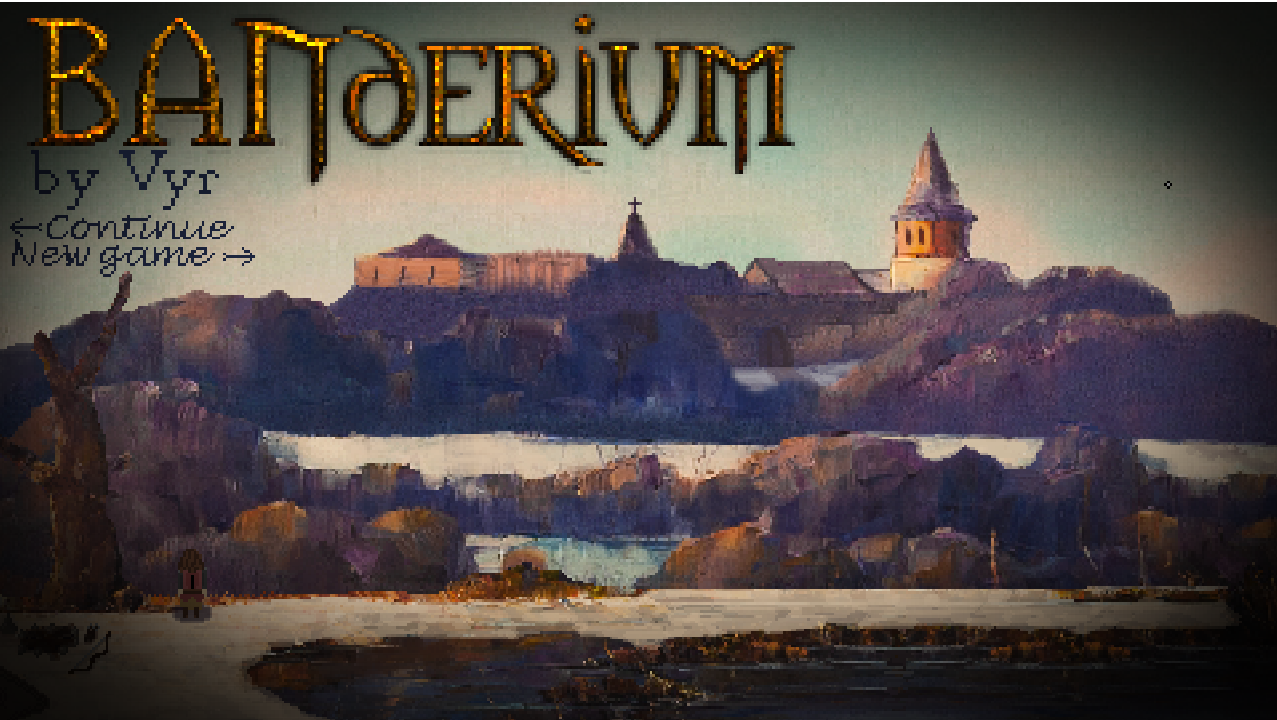 BANDERIUM
by Vyr
←Continue
New game→